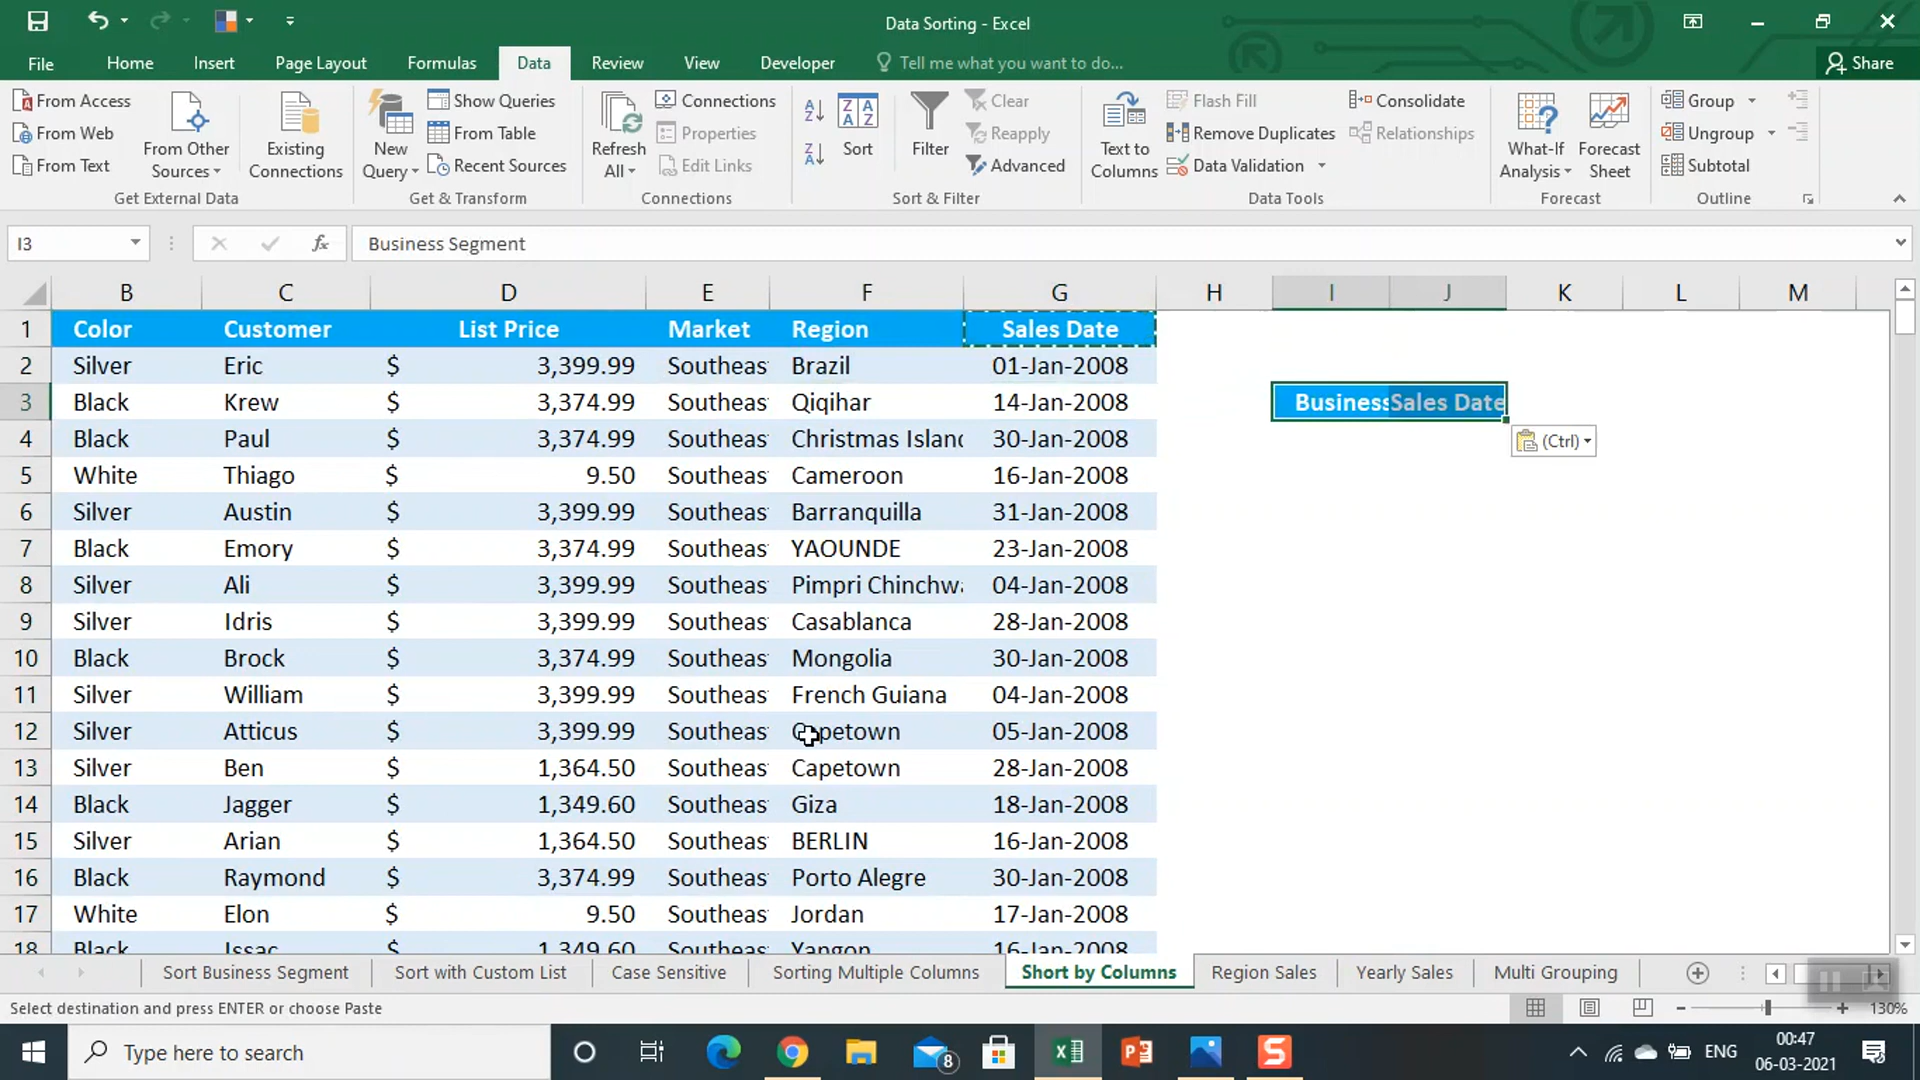 Data Sorting - Excel
File Home Insert Page Layout Formulas Data Review View Developer Tell me what you want to do... Share
From Access
From Web
From Text
From Other Sources
Existing Connections
Get External Data
New Query
Show Queries
From Table
Recent Sources
Get & Transform
Refresh All
Connections
Properties
Edit Links
Connections
Sort
Filter
Clear
Reapply
Advanced
Sort & Filter
Text to Columns
Flash Fill
Remove Duplicates
Data Validation
Consolidate
Relationships
Data Tools
What-If Analysis
Forecast Sheet
Forecast
Group
Ungroup
Subtotal
Outline
I3 fx Business Segment
B C D E F G H I J K L M
1 Color Customer List Price Market Region Sales Date
2 Silver Eric $ 3,399.99 Southeas Brazil 01-Jan-2008
3 Black Krew $ 3,374.99 Southeas Qiqihar 14-Jan-2008 Business Sales Date
4 Black Paul $ 3,374.99 Southeas Christmas Island 30-Jan-2008 (Ctrl)
5 White Thiago $ 9.50 Southeas Cameroon 16-Jan-2008
6 Silver Austin $ 3,399.99 Southeas Barranquilla 31-Jan-2008
7 Black Emory $ 3,374.99 Southeas YAOUNDE 23-Jan-2008
8 Silver Ali $ 3,399.99 Southeas Pimpri Chinchw 04-Jan-2008
9 Silver Idris $ 3,399.99 Southeas Casablanca 28-Jan-2008
10 Black Brock $ 3,374.99 Southeas Mongolia 30-Jan-2008
11 Silver William $ 3,399.99 Southeas French Guiana 04-Jan-2008
12 Silver Atticus $ 3,399.99 Southeas Capetown 05-Jan-2008
13 Silver Ben $ 1,364.50 Southeas Capetown 28-Jan-2008
14 Black Jagger $ 1,349.60 Southeas Giza 18-Jan-2008
15 Silver Arian $ 1,364.50 Southeas BERLIN 16-Jan-2008
16 Black Raymond $ 3,374.99 Southeas Porto Alegre 30-Jan-2008
17 White Elon $ 9.50 Southeas Jordan 17-Jan-2008
18 Black Issac $ 1,349.60 Southeas Yangon 16-Jan-2008
Sort Business Segment Sort with Custom List Case Sensitive Sorting Multiple Columns Short by Columns Region Sales Yearly Sales Multi Grouping
Select destination and press ENTER or choose Paste 130%
Type here to search 8 ENG 00:47
06-03-2021